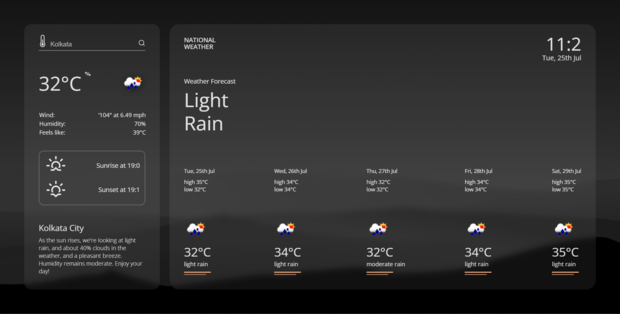 Kolkata
32°C
Wind: "104° at 6.49 mph
Humidity: 70%
Feels like: 39°C
Sunrise at 19:0
Sunset at 19:1
Kolkata City
As the sun rises, we're looking at light
rain, and about 40% clouds in the
weather, and a pleasant breeze.
Humidity remains moderate. Enjoy your
day!
NATIONAL
WEATHER
11:2
Tue, 25th Jul
Weather Forecast
Light
Rain
Tue, 25th Jul
high 35°C
low 32°C
32°C
light rain
Wed, 26th Jul
high 34°C
low 34°C
34°C
light rain
Thu, 27th Jul
high 32°C
low 32°C
32°C
moderate rain
Fri, 28th Jul
high 34°C
low 34°C
34°C
light rain
Sat, 29th Jul
high 35°C
low 35°C
35°C
light rain